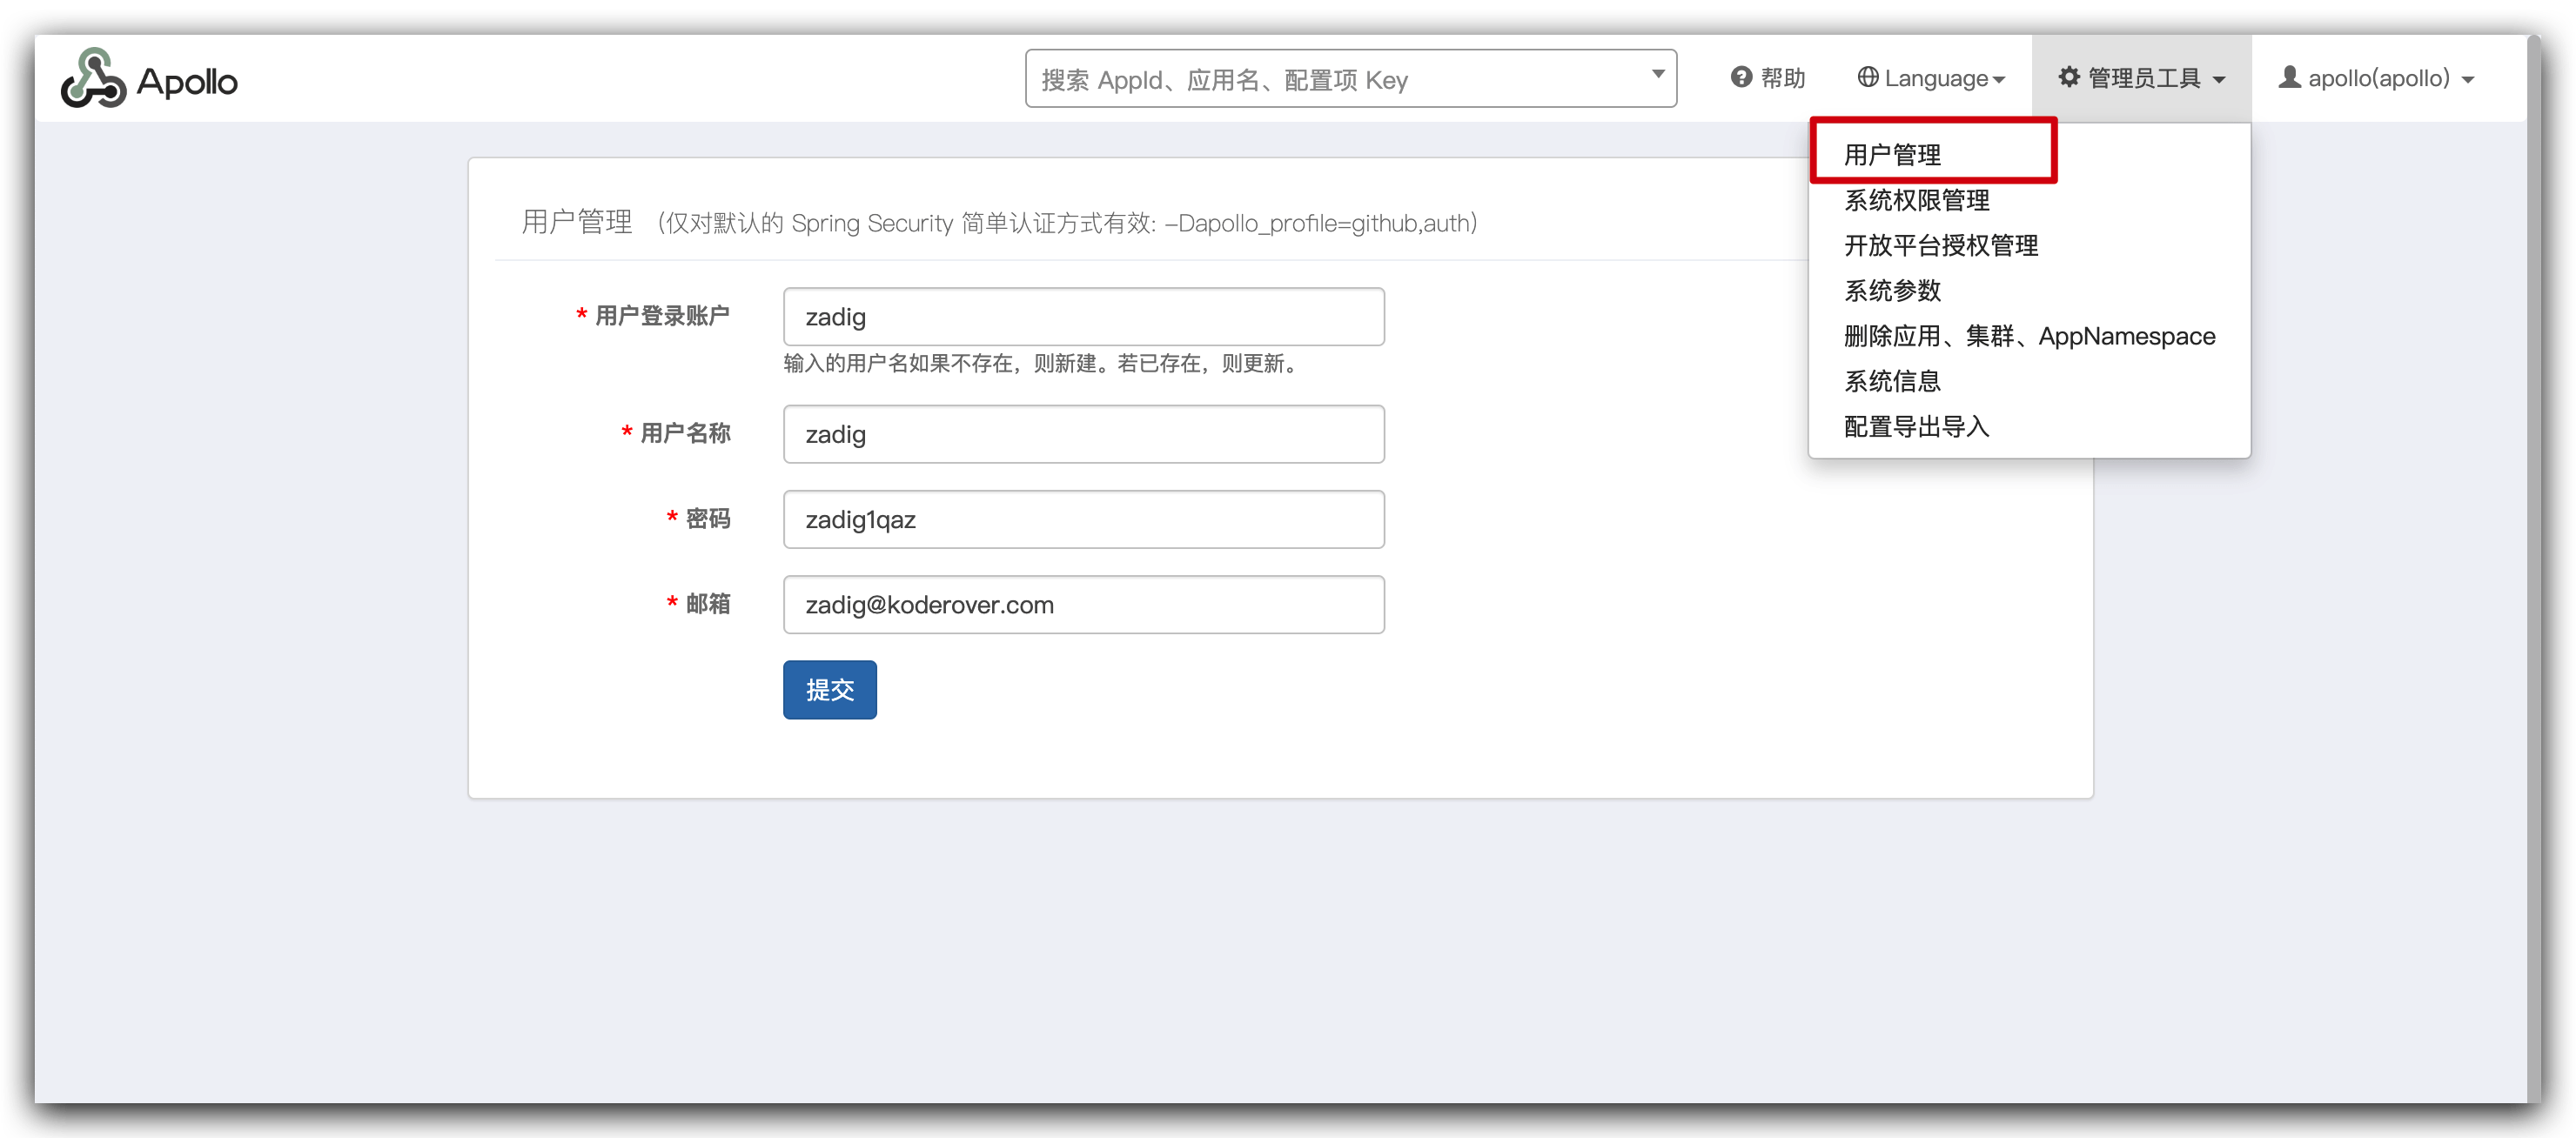 Apollo
搜索 AppId、应用名、配置项 Key
帮助
Language
管理员工具
apollo(apollo)
用户管理
系统权限管理
开放平台授权管理
系统参数
删除应用、集群、AppNamespace
系统信息
配置导出导入
用户管理 (仅对默认的 Spring Security 简单认证方式有效: -Dapollo_profile=github,auth)
* 用户登录账户
zadig
输入的用户名如果不存在，则新建。若已存在，则更新。
* 用户名称
zadig
* 密码
zadig1qaz
* 邮箱
zadig@koderover.com
提交